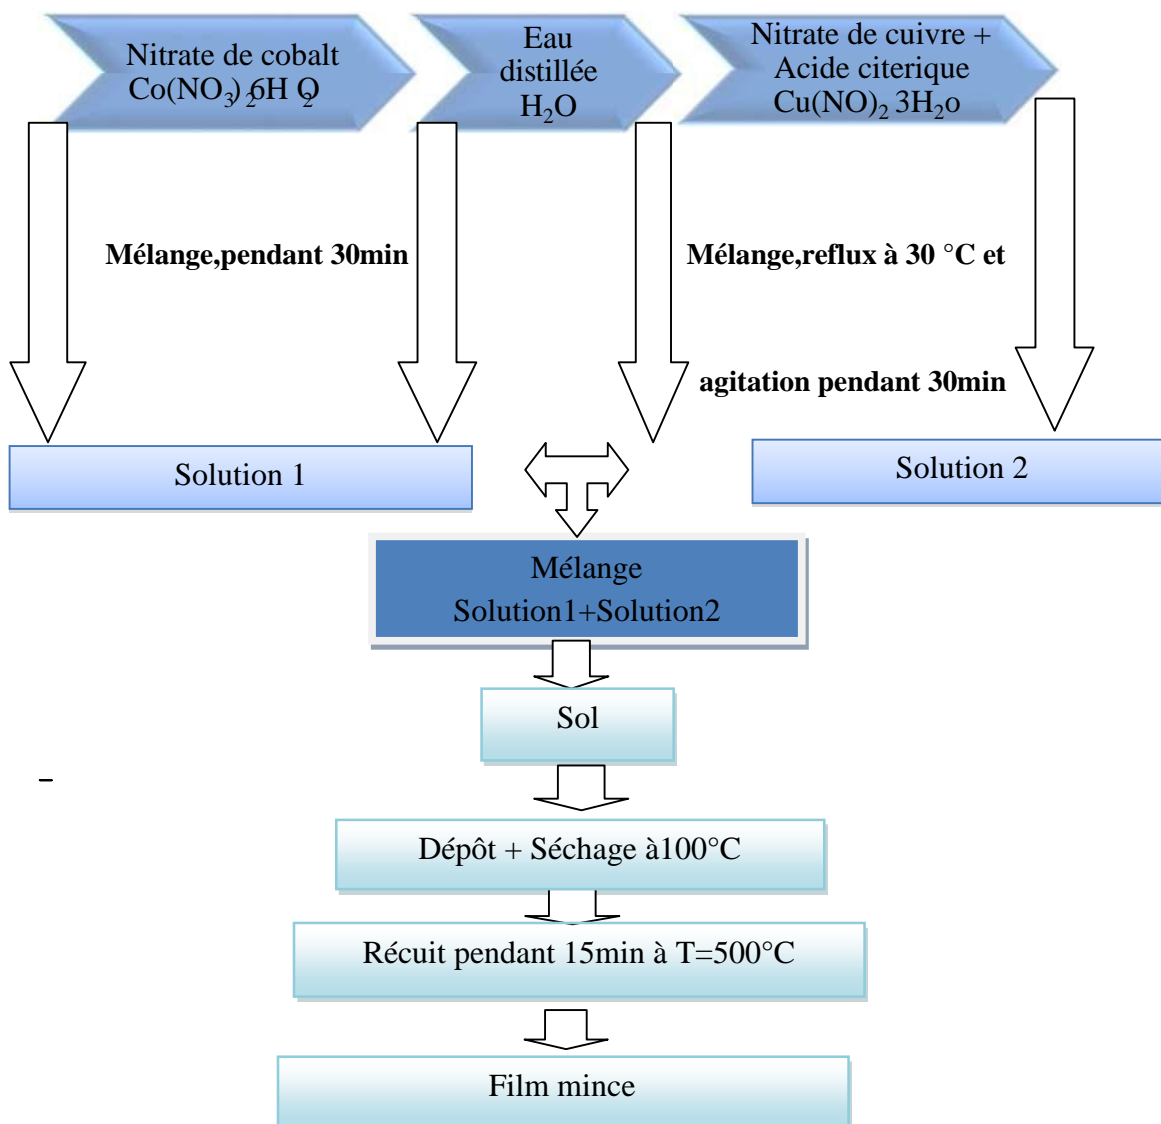 Nitrate de cobalt
Co(NO₃)₂6H₂O
Eau
distillée
H₂O
Nitrate de cuivre +
Acide citerique
Cu(NO)₂ 3H₂o
Mélange,pendant 30min
Mélange,reflux à 30 °C et
agitation pendant 30min
Solution 1
Solution 2
Mélange
Solution1+Solution2
Sol
–
Dépôt + Séchage à100°C
Récuit pendant 15min à T=500°C
Film mince